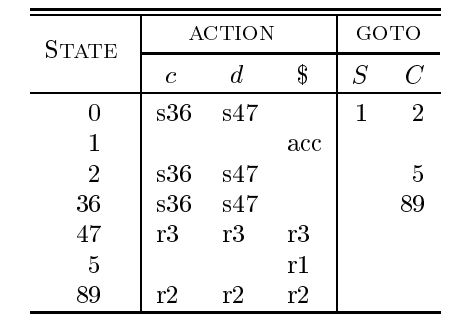 STATE ACTION GOTO
c d $ S C
0 s36 s47 1 2
1 acc
2 s36 s47 5
36 s36 s47 89
47 r3 r3 r3
5 r1
89 r2 r2 r2